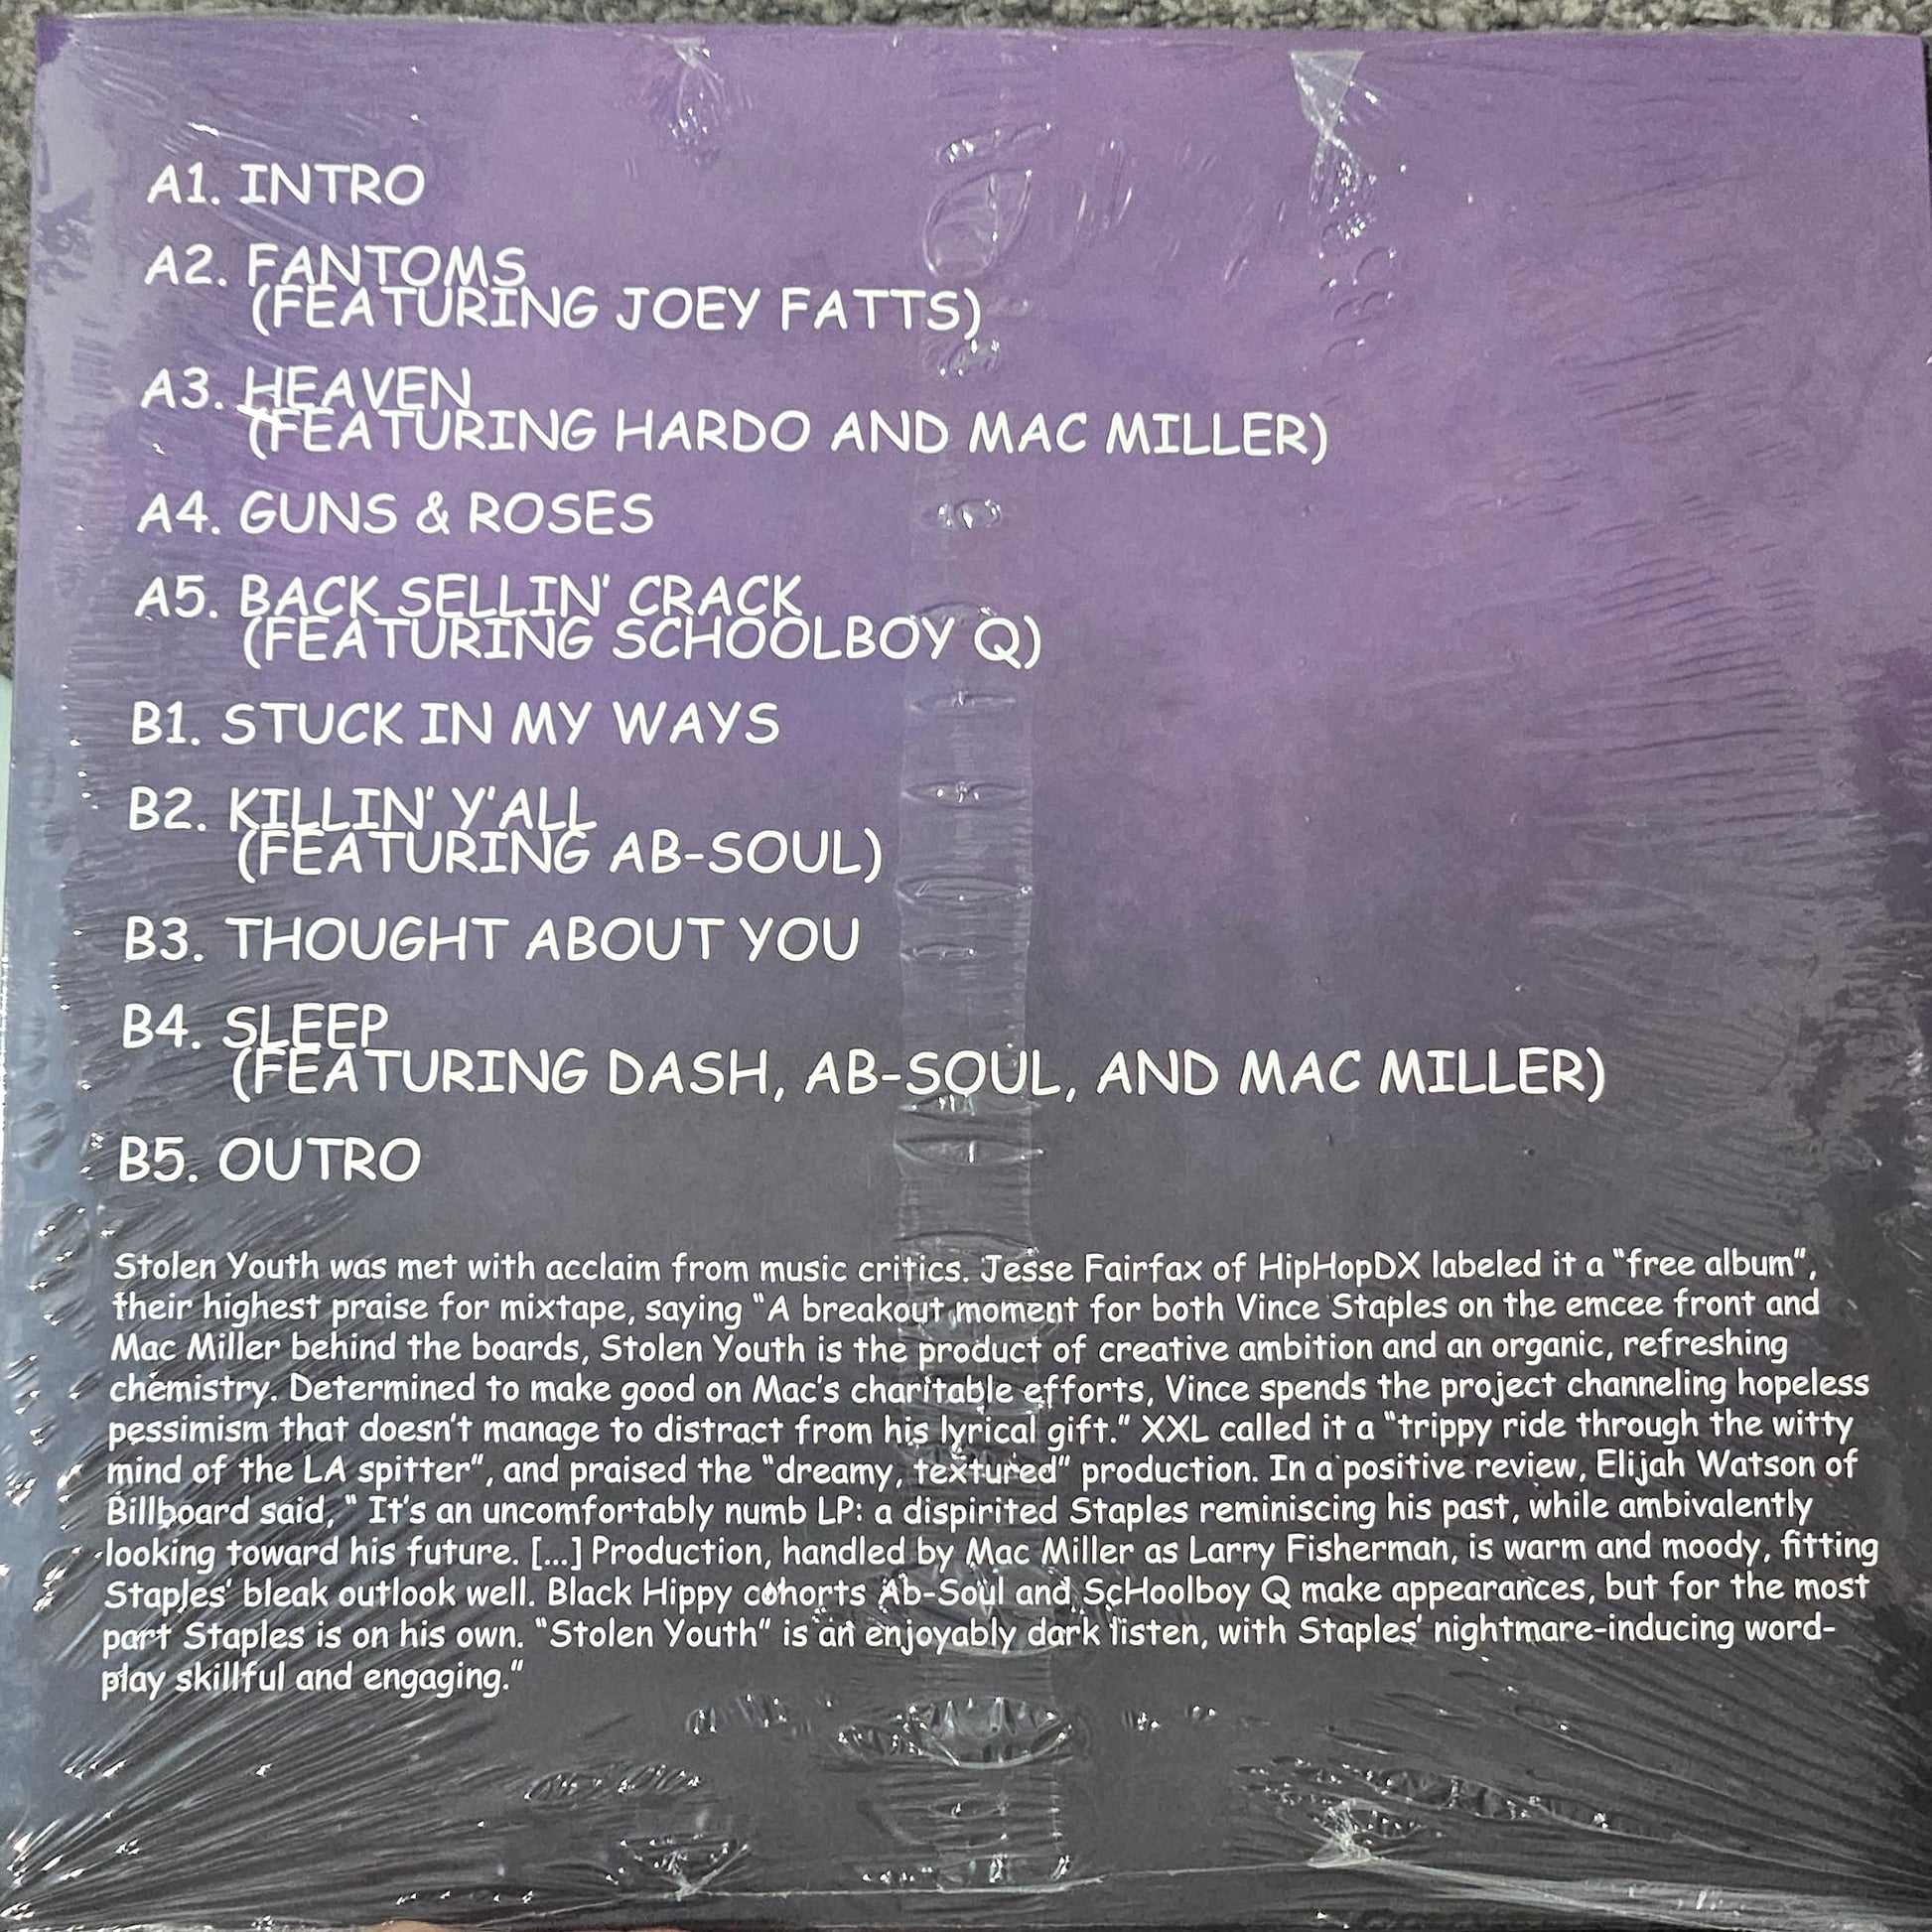 A1. INTRO
A2. FANTOMS
(FEATURING JOEY FATTS)
A3. HEAVEN
(FEATURING HARDO AND MAC MILLER)
A4. GUNS & ROSES
A5. BACK SELLIN' CRACK
(FEATURING SCHOOLBOY Q)
B1. STUCK IN MY WAYS
B2. KILLIN' Y'ALL
(FEATURING AB-SOUL)
B3. THOUGHT ABOUT YOU
B4. SLEEP
(FEATURING DASH, AB-SOUL, AND MAC MILLER)
B5. OUTRO
Stolen Youth was met with acclaim from music critics. Jesse Fairfax of HipHopDX labeled it a "free album",
their highest praise for mixtape, saying "A breakout moment for both Vince Staples on the emcee front and
Mac Miller behind the boards, Stolen Youth is the product of creative ambition and an organic, refreshing
chemistry. Determined to make good on Mac's charitable efforts, Vince spends the project channeling hopeless
pessimism that doesn't manage to distract from his lyrical gift." XXL called it a "trippy ride through the witty
mind of the LA spitter", and praised the "dreamy, textured" production. In a positive review, Elijah Watson of
Billboard said, " It's an uncomfortably numb LP: a dispirited Staples reminiscing his past, while ambivalently
looking toward his future. [...] Production, handled by Mac Miller as Larry Fisherman, is warm and moody, fitting
Staples' bleak outlook well. Black Hippy cohorts Ab-Soul and ScHoolboy Q make appearances, but for the most
part Staples is on his own. "Stolen Youth" is an enjoyably dark listen, with Staples' nightmare-inducing word-
play skillful and engaging."